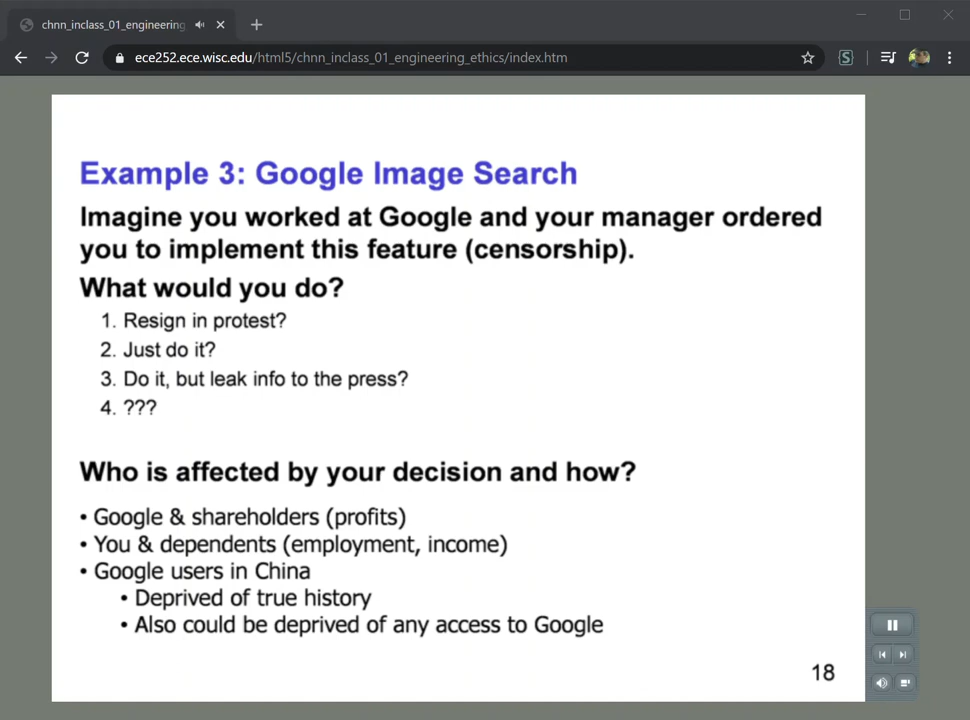 chnn_inclass_01_engineering
ece252.ece.wisc.edu/html5/chnn_inclass_01_engineering_ethics/index.htm
Example 3: Google Image Search
Imagine you worked at Google and your manager ordered
you to implement this feature (censorship).
What would you do?
1. Resign in protest?
2. Just do it?
3. Do it, but leak info to the press?
4. ???
Who is affected by your decision and how?
• Google & shareholders (profits)
• You & dependents (employment, income)
• Google users in China
• Deprived of true history
• Also could be deprived of any access to Google
18